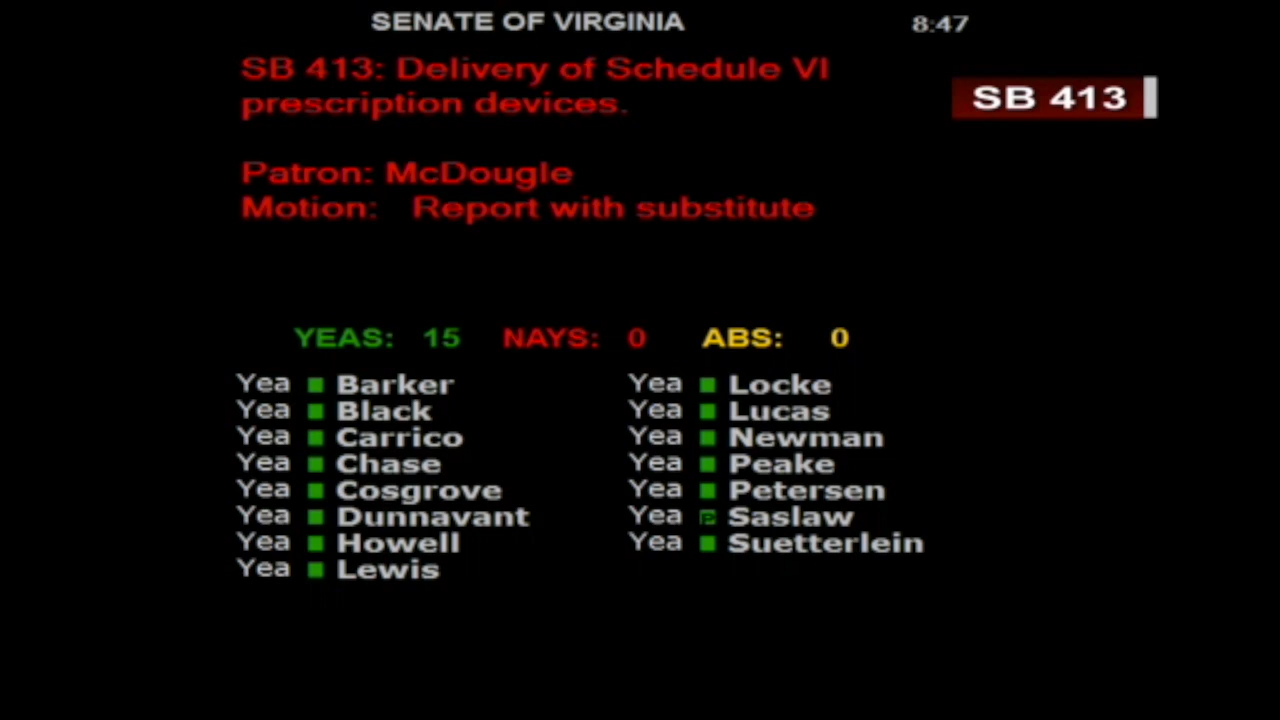 SENATE OF VIRGINIA 8:47
SB 413: Delivery of Schedule VI
prescription devices.
SB 413
Patron: McDougle
Motion: Report with substitute
YEAS: 15 NAYS: 0 ABS: 0
Yea Barker
Yea Black
Yea Carrico
Yea Chase
Yea Cosgrove
Yea Dunnavant
Yea Howell
Yea Lewis
Yea Locke
Yea Lucas
Yea Newman
Yea Peake
Yea Petersen
Yea P Saslaw
Yea Suetterlein